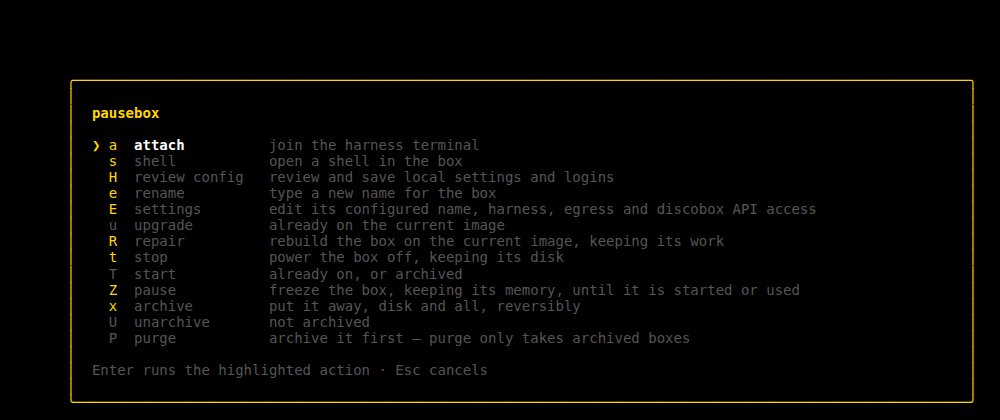 pausebox
❯ a attach join the harness terminal
s shell open a shell in the box
H review config review and save local settings and logins
e rename type a new name for the box
E settings edit its configured name, harness, egress and discobox API access
u upgrade already on the current image
R repair rebuild the box on the current image, keeping its work
t stop power the box off, keeping its disk
T start already on, or archived
Z pause freeze the box, keeping its memory, until it is started or used
x archive put it away, disk and all, reversibly
U unarchive not archived
P purge archive it first — purge only takes archived boxes
Enter runs the highlighted action · Esc cancels